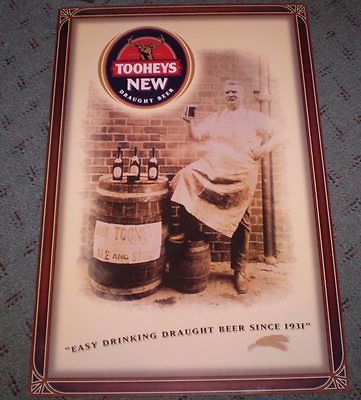 TOOHEYS
NEW
DRAUGHT BEER
TOOHEYS
ALE AND STOUT
"EASY DRINKING DRAUGHT BEER SINCE 1931"